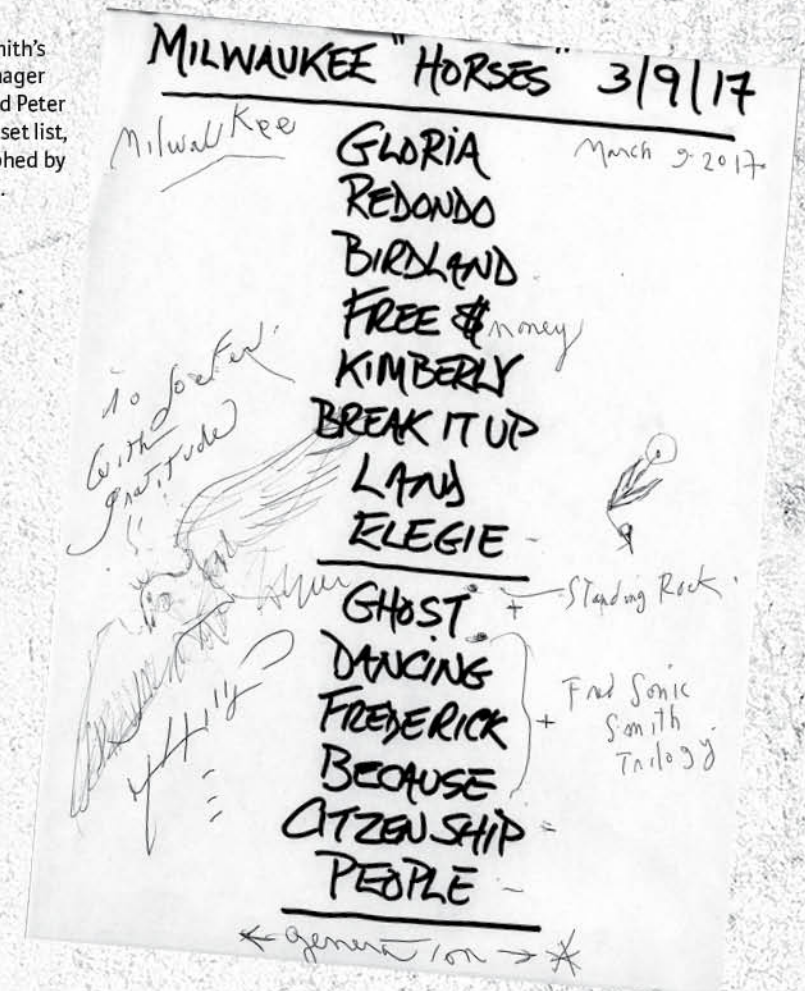 nith's
nager
d Peter
set list,
phed by
.
MILWAUKEE "HORSES" 3/9/17
Milwaukee
March 9 2017.
GLORIA
REDONDO
BIRDLAND
FREE $ money
KIMBERLY
BREAK IT UP
LAND
ELEGIE -
To
with
gratitude
GHOST + Standing Rock.
DANCING
FREDERICK
BECAUSE
+ Fred Sonic
Smith
Trilogy
CITZENSHIP =
PEOPLE -
← generation → *